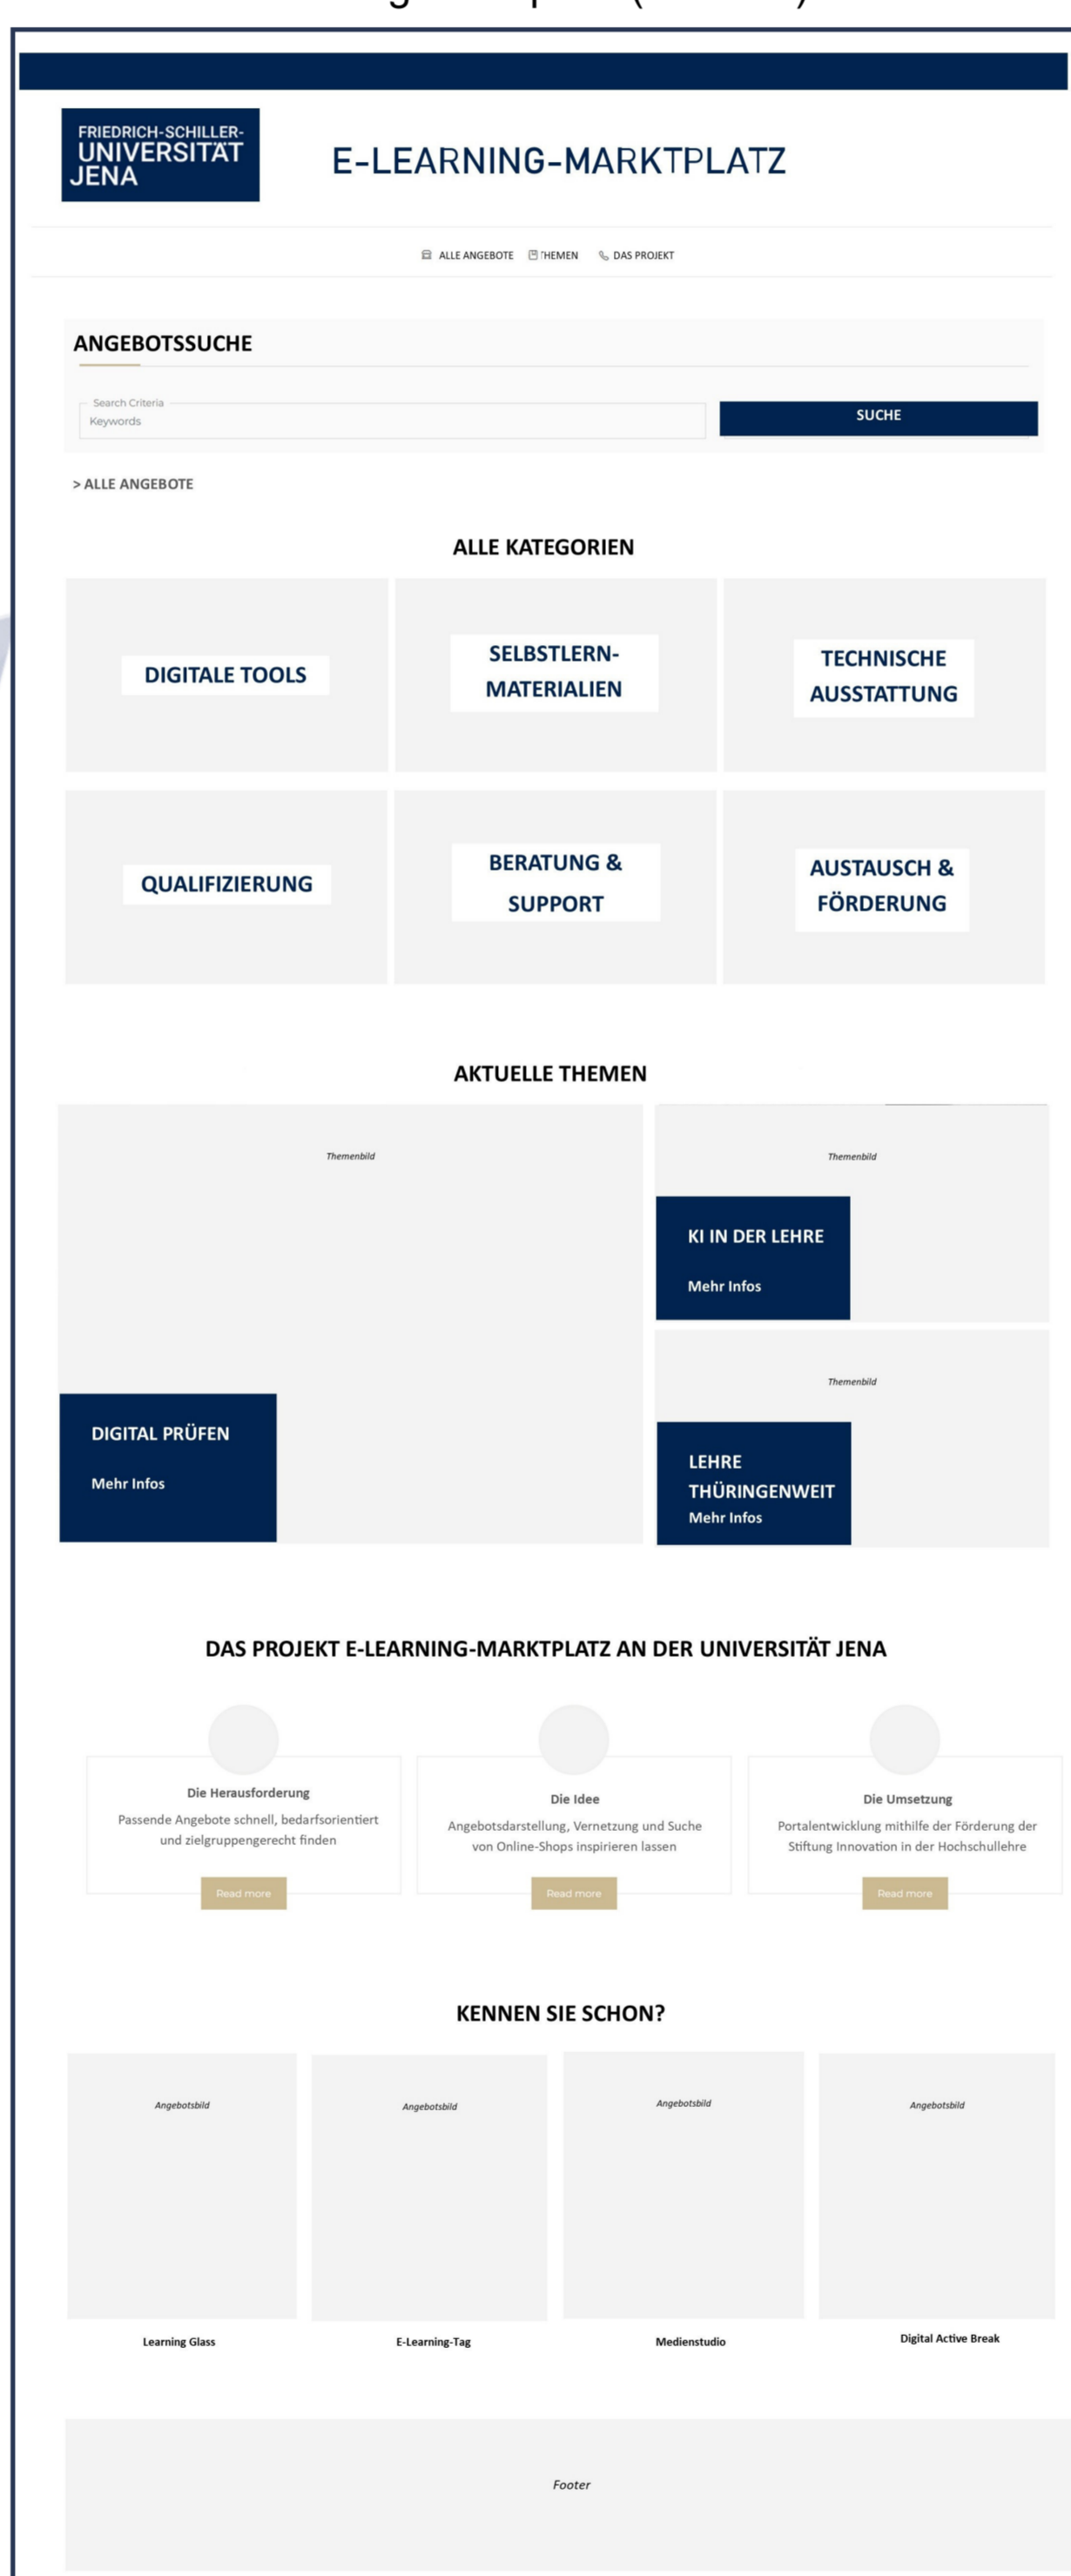 FRIEDRICH-SCHILLER-
UNIVERSITÄT
JENA
E-LEARNING-MARKTPLATZ
ALLE ANGEBOTE THEMEN DAS PROJEKT
ANGEBOTSSUCHE
Search Criteria
Keywords
SUCHE
> ALLE ANGEBOTE
ALLE KATEGORIEN
DIGITALE TOOLS
SELBSTLERN-
MATERIALIEN
TECHNISCHE
AUSSTATTUNG
QUALIFIZIERUNG
BERATUNG &
SUPPORT
AUSTAUSCH &
FÖRDERUNG
AKTUELLE THEMEN
Themenbild
DIGITAL PRÜFEN
Mehr Infos
Themenbild
KI IN DER LEHRE
Mehr Infos
Themenbild
LEHRE
THÜRINGENWEIT
Mehr Infos
DAS PROJEKT E-LEARNING-MARKTPLATZ AN DER UNIVERSITÄT JENA
Die Herausforderung
Passende Angebote schnell, bedarfsorientiert
und zielgruppengerecht finden
Read more
Die Idee
Angebotsdarstellung, Vernetzung und Suche
von Online-Shops inspirieren lassen
Read more
Die Umsetzung
Portalentwicklung mithilfe der Förderung der
Stiftung Innovation in der Hochschullehre
Read more
KENNEN SIE SCHON?
Angebotsbild
Angebotsbild
Angebotsbild
Angebotsbild
Learning Glass
E-Learning-Tag
Medienstudio
Digital Active Break
Footer